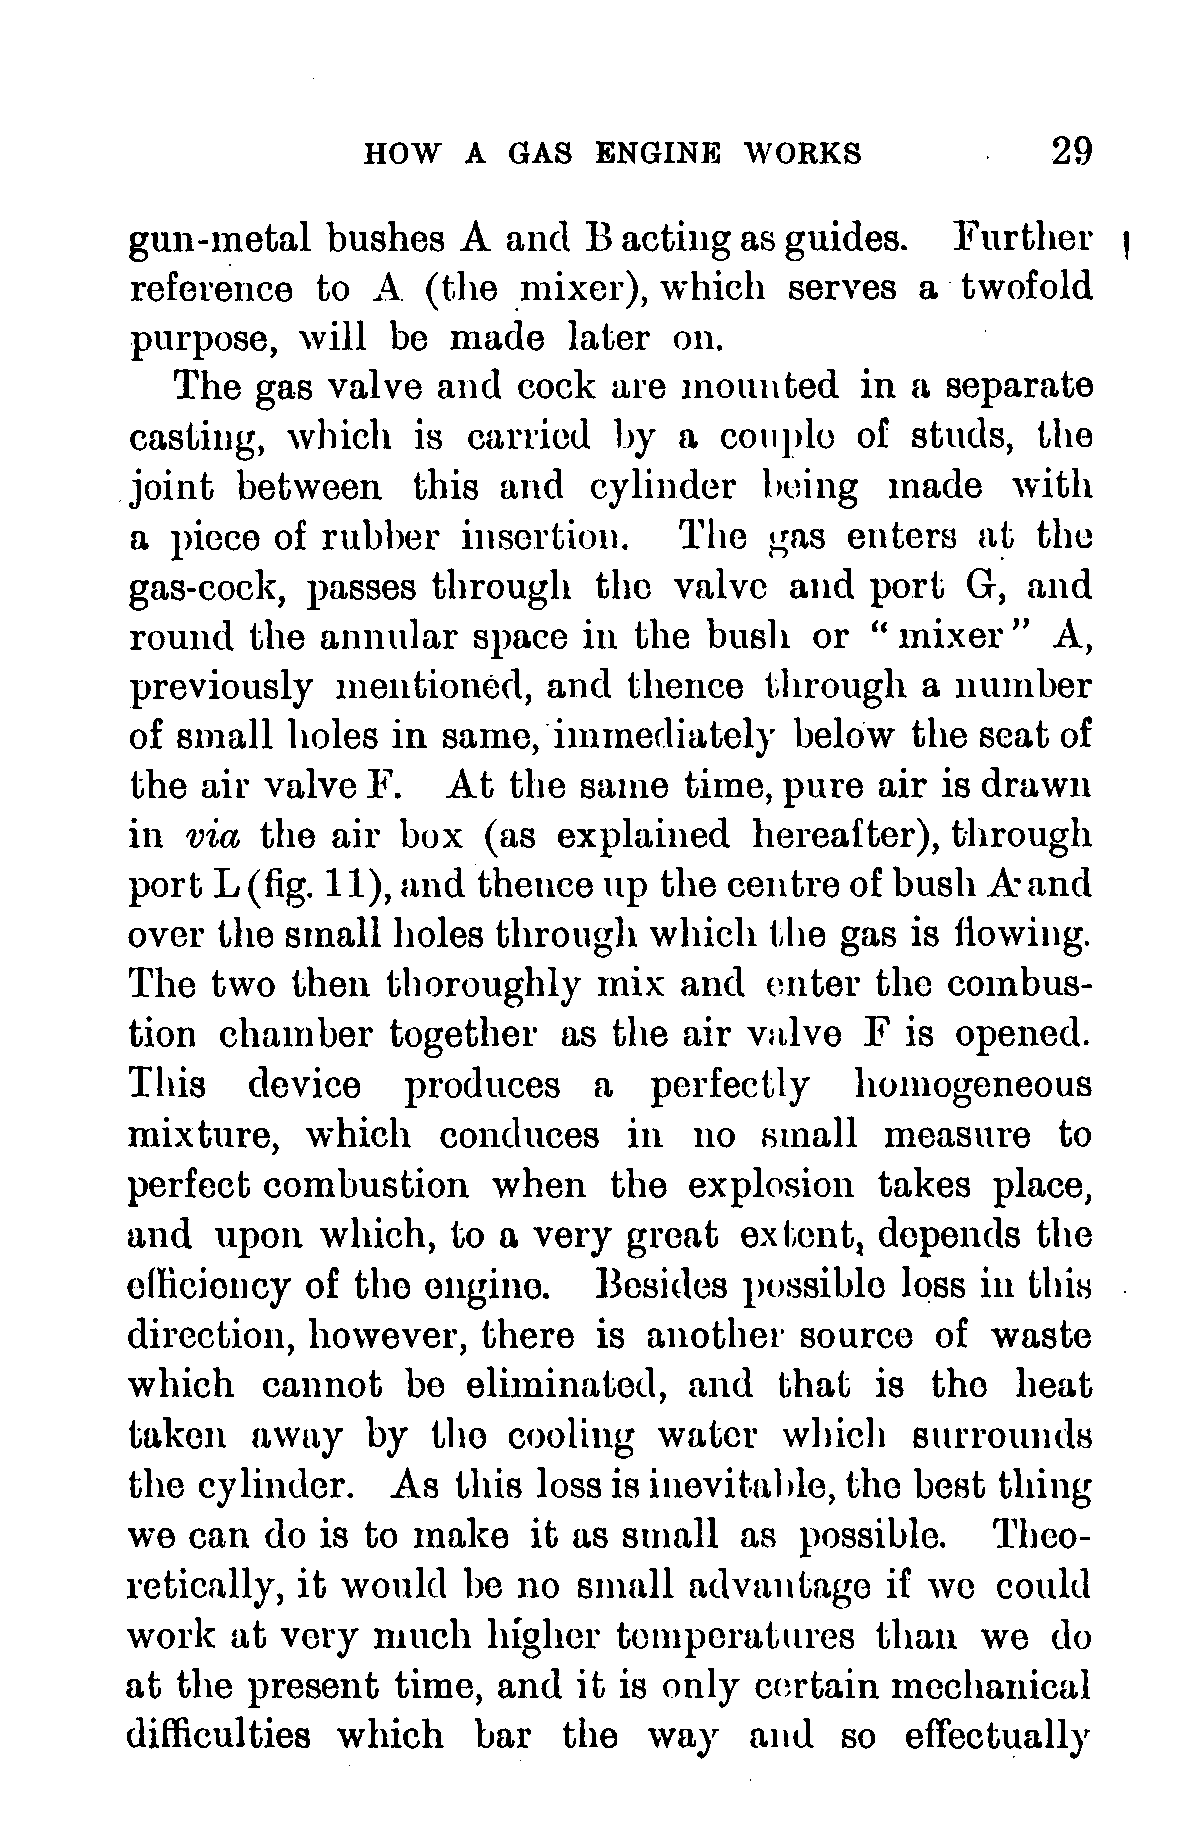 HOW A GAS ENGINE WORKS 29
gun-metal bushes A and B acting as guides. Further
reference to A (the mixer), which serves a twofold
purpose, will be made later on.
The gas valve and cock are mounted in a separate
casting, which is carried by a couple of studs, the
joint between this and cylinder being made with
a piece of rubber insertion. The gas enters at the
gas-cock, passes through the valve and port G, and
round the annular space in the bush or “mixer” A,
previously mentioned, and thence through a number
of small holes in same, immediately below the seat of
the air valve F. At the same time, pure air is drawn
in via the air box (as explained hereafter), through
port L (fig. 11), and thence up the centre of bush A and
over the small holes through which the gas is flowing.
The two then thoroughly mix and enter the combus-
tion chamber together as the air valve F is opened.
This device produces a perfectly homogeneous
mixture, which conduces in no small measure to
perfect combustion when the explosion takes place,
and upon which, to a very great extent, depends the
efficiency of the engine. Besides possible loss in this
direction, however, there is another source of waste
which cannot be eliminated, and that is the heat
taken away by the cooling water which surrounds
the cylinder. As this loss is inevitable, the best thing
we can do is to make it as small as possible. Theo-
retically, it would be no small advantage if we could
work at very much higher temperatures than we do
at the present time, and it is only certain mechanical
difficulties which bar the way and so effectually